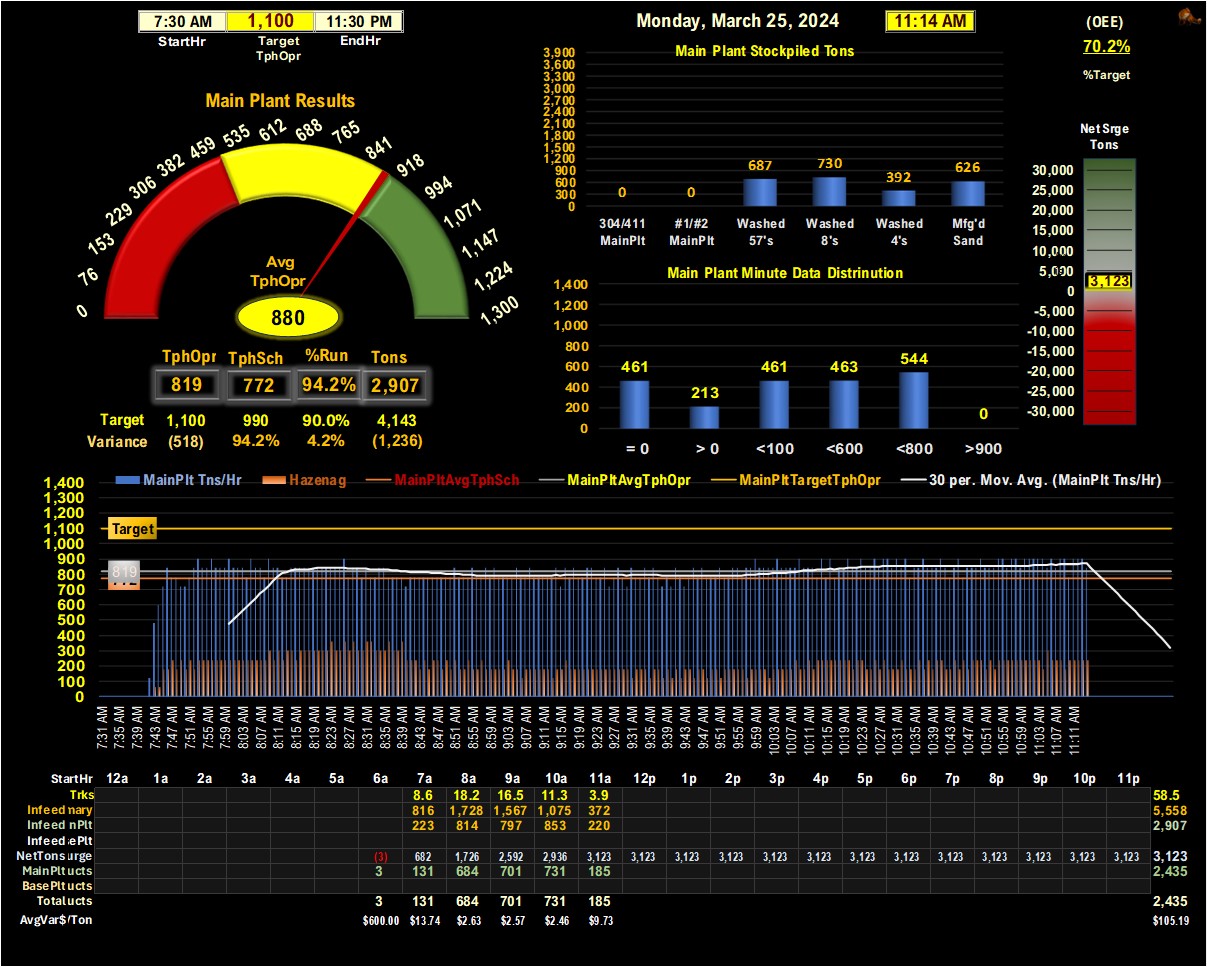 7:30 AM 1,100 11:30 PM
StartHr Target TphOpr EndHr
Monday, March 25, 2024 11:14 AM
(OEE)
70.2%
%Target
Main Plant Results
0 76 153 229 306 382 459 535 612 688 765 841 918 994 1,071 1,147 1,224 1,300
Avg
TphOpr
880
TphOpr TphSch %Run Tons
819 772 94.2% 2,907
Target 1,100 990 90.0% 4,143
Variance (518) 94.2% 4.2% (1,236)
Main Plant Stockpiled Tons
3,900
3,600
3,300
3,000
2,700
2,400
2,100
1,800
1,500
1,200
900
600
300
0
0 0 687 730 392 626
304/411 #1/#2 Washed Washed Washed Mfg'd
MainPlt MainPlt 57's 8's 4's Sand
Main Plant Minute Data Distrinution
1,400
1,200
1,000
800
600
400
200
0
461 213 461 463 544 0
= 0 > 0 <100 <600 <800 >900
Net Srge
Tons
30,000
25,000
20,000
15,000
10,000
5,000
0
-5,000
-10,000
-15,000
-20,000
-25,000
-30,000
3,123
MainPlt Tns/Hr Hazenag MainPltAvgTphSch MainPltAvgTphOpr MainPltTargetTphOpr 30 per. Mov. Avg. (MainPlt Tns/Hr)
1,400
1,300
1,200
1,100
1,000
900
800
700
600
500
400
300
200
100
0
Target
819
7:31 AM 7:35 AM 7:39 AM 7:43 AM 7:47 AM 7:51 AM 7:55 AM 7:59 AM 8:03 AM 8:07 AM 8:11 AM 8:15 AM 8:19 AM 8:23 AM 8:27 AM 8:31 AM 8:35 AM 8:39 AM 8:43 AM 8:47 AM 8:51 AM 8:55 AM 8:59 AM 9:03 AM 9:07 AM 9:11 AM 9:15 AM 9:19 AM 9:23 AM 9:27 AM 9:31 AM 9:35 AM 9:39 AM 9:43 AM 9:47 AM 9:51 AM 9:55 AM 9:59 AM 10:03 AM 10:07 AM 10:11 AM 10:15 AM 10:19 AM 10:23 AM 10:27 AM 10:31 AM 10:35 AM 10:39 AM 10:43 AM 10:47 AM 10:51 AM 10:55 AM 10:59 AM 11:03 AM 11:07 AM 11:11 AM
StartHr 12a 1a 2a 3a 4a 5a 6a 7a 8a 9a 10a 11a 12p 1p 2p 3p 4p 5p 6p 7p 8p 9p 10p 11p
Trks 8.6 18.2 16.5 11.3 3.9 58.5
Infeed nary 816 1,728 1,567 1,075 372 5,558
Infeed nPlt 223 814 797 853 220 2,907
Infeed ePlt
NetTons urge (3) 682 1,726 2,592 2,936 3,123 3,123 3,123 3,123 3,123 3,123 3,123 3,123 3,123 3,123 3,123 3,123 3,123 3,123
MainPlt ucts 3 131 684 701 731 185 2,435
BasePlt ucts
Total ucts 3 131 684 701 731 185 2,435
AvgVar$/Ton $600.00 $13.74 $2.63 $2.57 $2.46 $9.73 $105.19